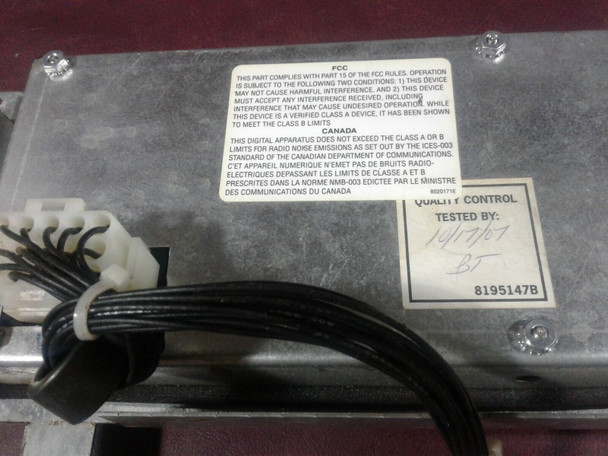 FCC
THIS PART COMPLIES WITH PART 15 OF THE FCC RULES. OPERATION
IS SUBJECT TO THE FOLLOWING TWO CONDITIONS: 1) THIS DEVICE
MAY NOT CAUSE HARMFUL INTERFERENCE. AND 2) THIS DEVICE
MUST ACCEPT ANY INTERFERENCE RECEIVED, INCLUDING
INTERFERENCE THAT MAY CAUSE UNDESIRED OPERATION. WHILE
THIS DEVICE IS A VERIFIED CLASS A DEVICE, IT HAS BEEN SHOWN
TO MEET THE CLASS B LIMITS
CANADA
THIS DIGITAL APPARATUS DOES NOT EXCEED THE CLASS A OR B
LIMITS FOR RADIO NOISE EMISSIONS AS SET OUT BY THE ICES-003
STANDARD OF THE CANADIAN DEPARTMENT OF COMMUNICATIONS.
C'ET APPAREIL NUMERIQUE N'EMET PAS DE BRUITS RADIO-
ELECTRIQUES DEPASSANT LES LIMITS DE CLASSE A ET B
PRESCRITES DANS LA NORME NMB-003 EDICTEE PAR LE MINISTRE
DES COMMUNICATIONS DU CANADA
8020171E
QUALITY CONTROL
TESTED BY:
10/17/07
BT
8195147B